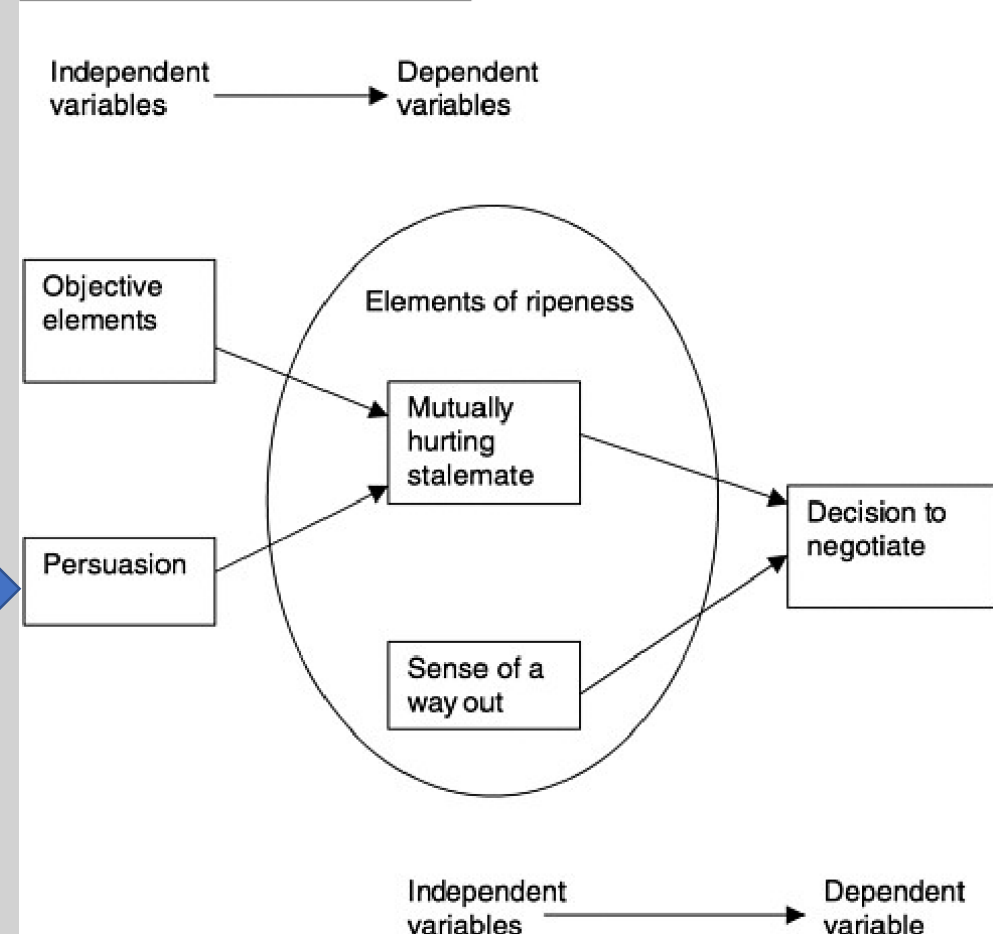 Independent
variables
Dependent
variables
Elements of ripeness
Objective
elements
Mutually
hurting
stalemate
Persuasion
Decision to
negotiate
Sense of a
way out
Independent
variables
Dependent
variable